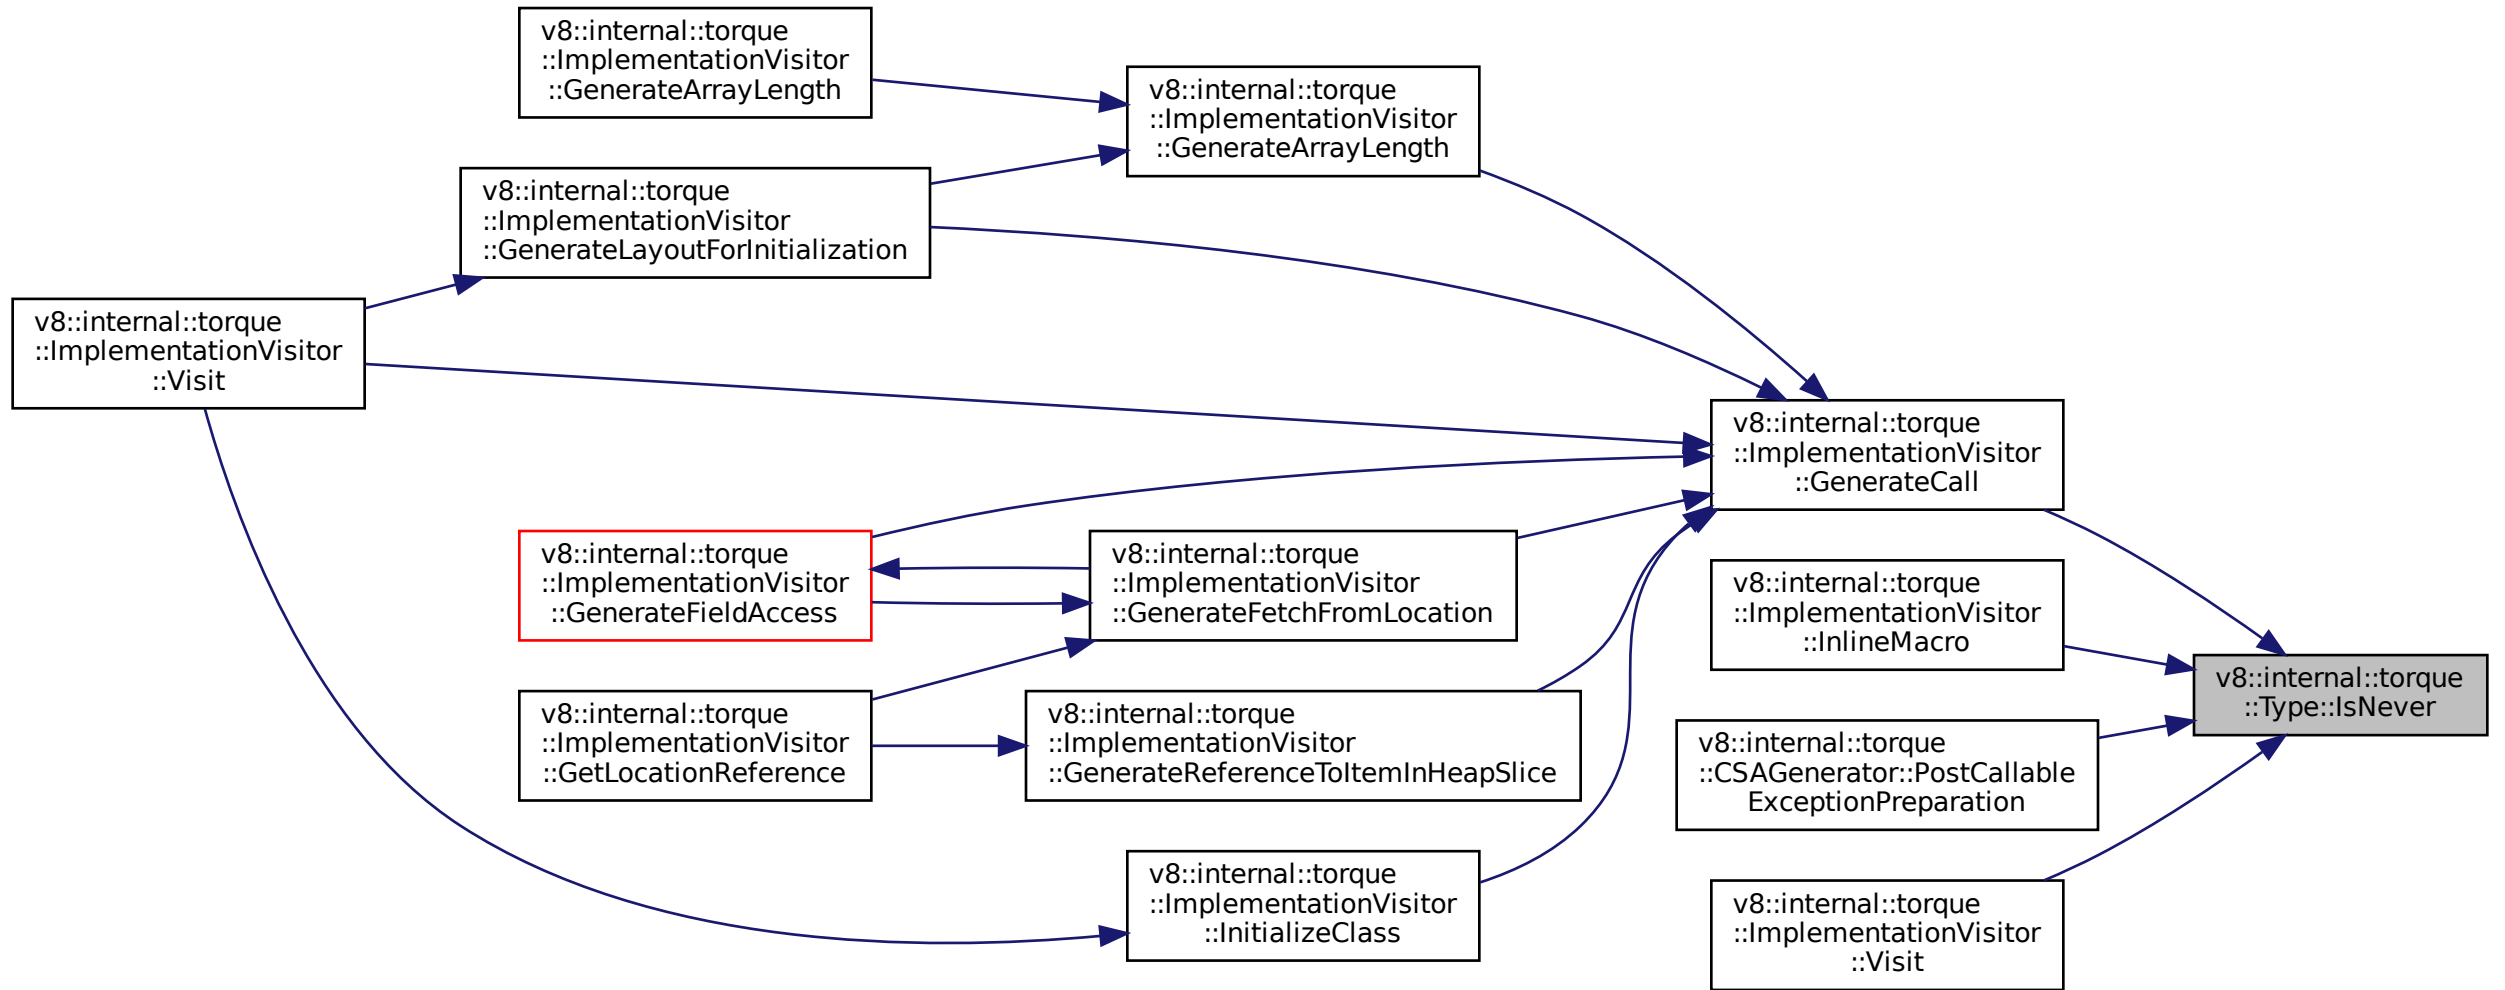 v8::internal::torque
::ImplementationVisitor
::GenerateArrayLength
v8::internal::torque
::ImplementationVisitor
::GenerateArrayLength
v8::internal::torque
::ImplementationVisitor
::GenerateLayoutForInitialization
v8::internal::torque
::ImplementationVisitor
::Visit
v8::internal::torque
::ImplementationVisitor
::GenerateCall
v8::internal::torque
::ImplementationVisitor
::GenerateFieldAccess
v8::internal::torque
::ImplementationVisitor
::GenerateFetchFromLocation
v8::internal::torque
::ImplementationVisitor
::InlineMacro
v8::internal::torque
::Type::IsNever
v8::internal::torque
::ImplementationVisitor
::GetLocationReference
v8::internal::torque
::ImplementationVisitor
::GenerateReferenceToItemInHeapSlice
v8::internal::torque
::CSAGenerator::PostCallable
ExceptionPreparation
v8::internal::torque
::ImplementationVisitor
::InitializeClass
v8::internal::torque
::ImplementationVisitor
::Visit